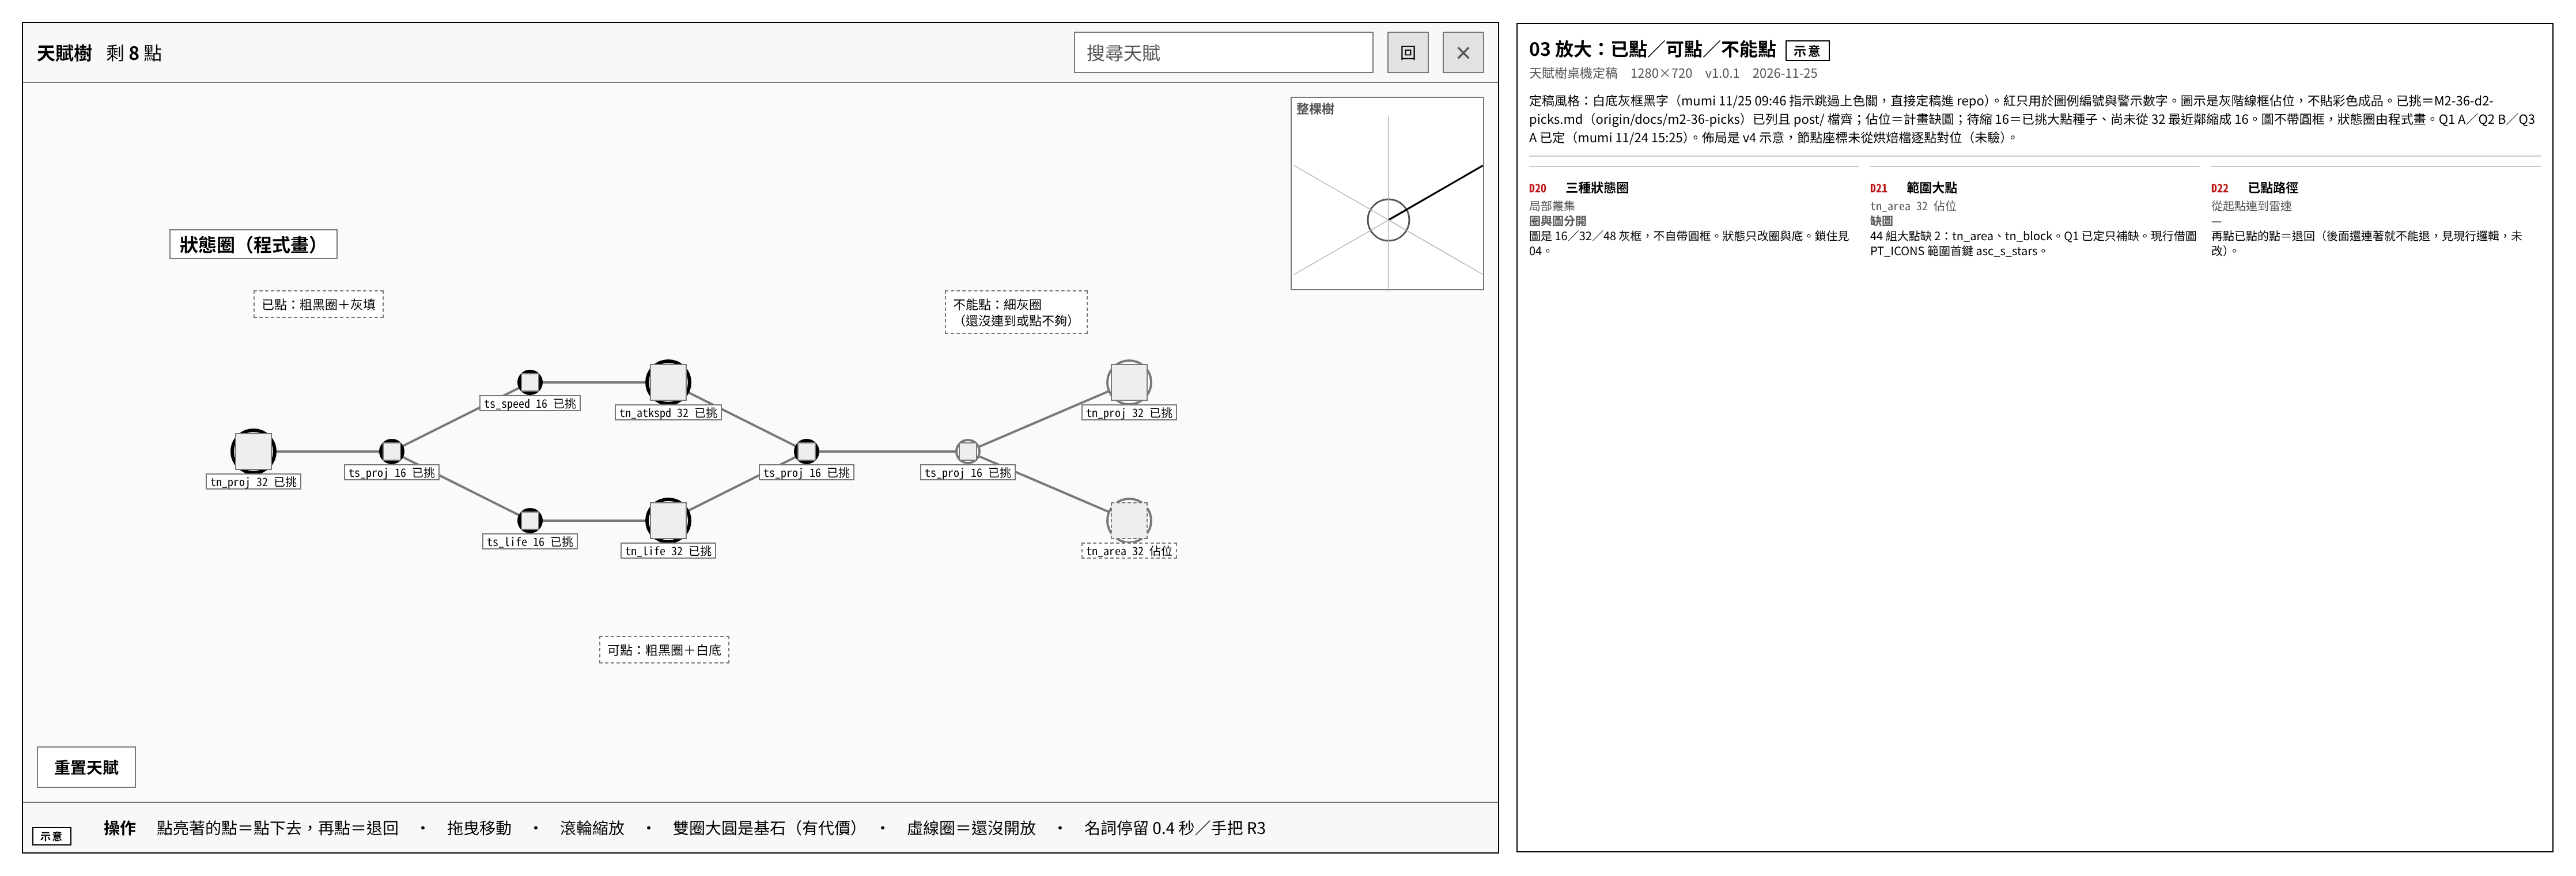 天賦樹 剩 8 點
搜尋天賦
回
×
整棵樹
狀態圈（程式畫）
已點：粗黑圈＋灰填
不能點：細灰圈
（還沒連到或點不夠）
ts_speed 16 已挑
tn_atkspd 32 已挑
tn_proj 32 已挑
tn_proj 32 已挑
ts_proj 16 已挑
ts_proj 16 已挑
ts_proj 16 已挑
ts_life 16 已挑
tn_life 32 已挑
tn_area 32 佔位
可點：粗黑圈＋白底
重置天賦
示意
操作 點亮著的點＝點下去，再點＝退回 · 拖曳移動 · 滾輪縮放 · 雙圈大圓是基石（有代價） · 虛線圈＝還沒開放 · 名詞停留 0.4 秒／手把 R3
03 放大：已點／可點／不能點 示意
天賦樹桌機定稿 1280×720 v1.0.1 2026-11-25
定稿風格：白底灰框黑字（mumi 11/25 09:46 指示跳過上色關，直接定稿進 repo）。紅只用於圖例編號與警示數字。圖示是灰階線框佔位，不貼彩色成品。已挑＝M2-36-d2-
picks.md（origin/docs/m2-36-picks）已列且 post/ 檔齊；佔位＝計畫缺圖；待縮 16＝已挑大點種子、尚未從 32 最近鄰縮成 16。圖不帶圓框，狀態圈由程式畫。Q1 A／Q2 B／Q3
A 已定（mumi 11/24 15:25）。佈局是 v4 示意，節點座標未從烘焙檔逐點對位（未驗）。
D20 三種狀態圈
局部叢集
圈與圖分開
圖是 16／32／48 灰框，不自帶圓框。狀態只改圈與底。鎖住見
04。
D21 範圍大點
tn_area 32 佔位
缺圖
44 組大點缺 2：tn_area、tn_block。Q1 已定只補缺。現行借圖
PT_ICONS 範圍首鍵 asc_s_stars。
D22 已點路徑
從起點連到雷速
—
再點已點的點＝退回（後面還連著就不能退，見現行邏輯，未
改）。